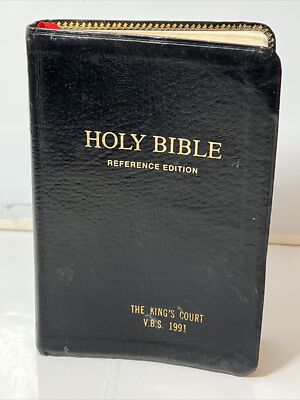 HOLY BIBLE
REFERENCE EDITION
THE KING'S COURT
V.B.S. 1991